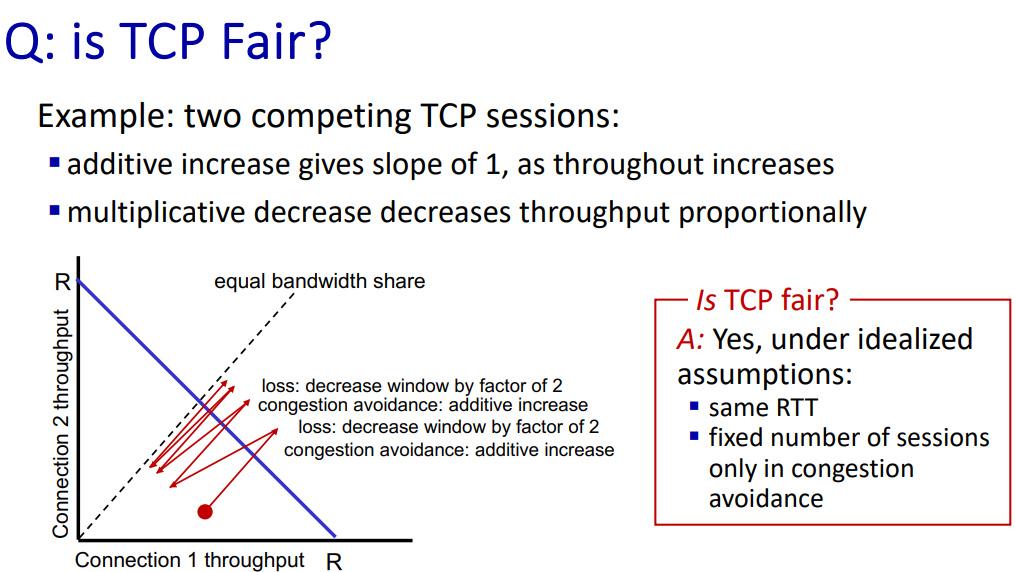 Q: is TCP Fair?
Example: two competing TCP sessions:
▪ additive increase gives slope of 1, as throughout increases
▪ multiplicative decrease decreases throughput proportionally
R
equal bandwidth share
Connection 2 throughput
loss: decrease window by factor of 2
congestion avoidance: additive increase
loss: decrease window by factor of 2
congestion avoidance: additive increase
Connection 1 throughput
R
Is TCP fair?
A: Yes, under idealized
assumptions:
▪ same RTT
▪ fixed number of sessions
only in congestion
avoidance